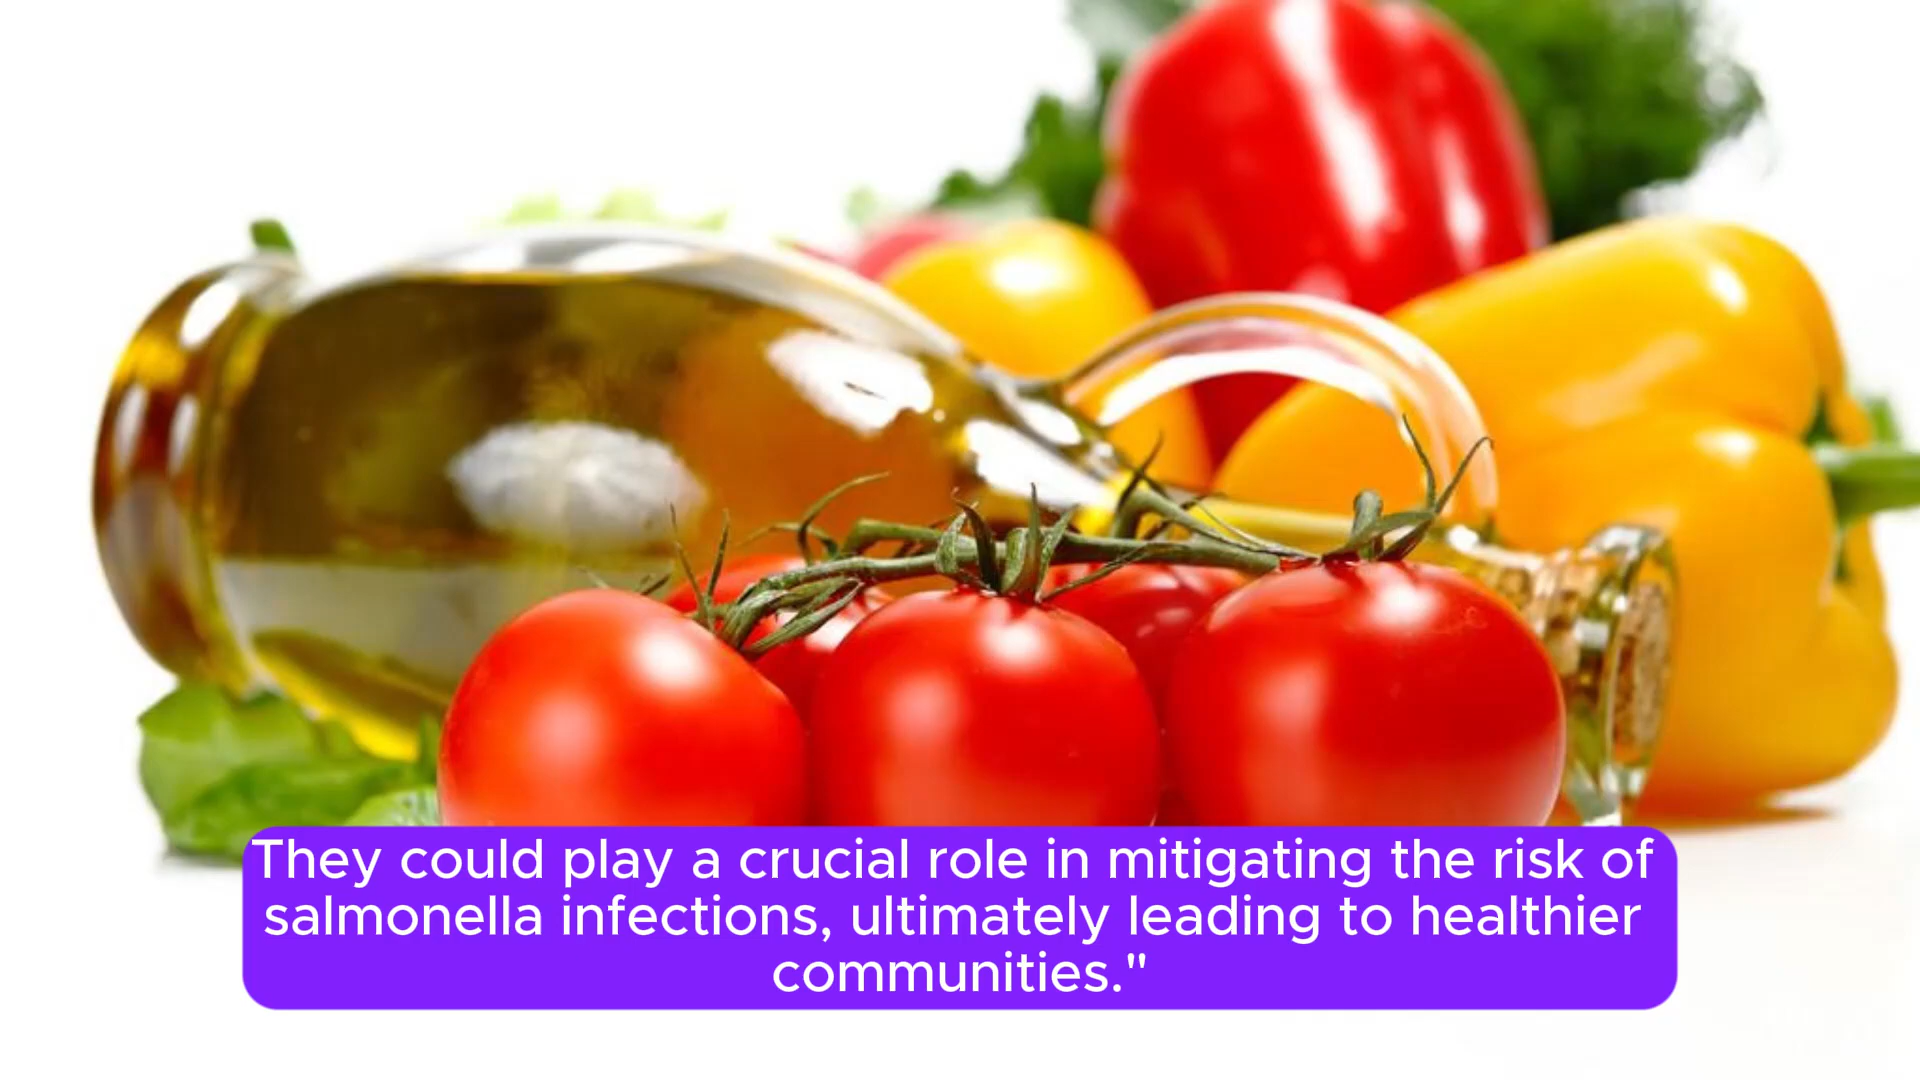 They could play a crucial role in mitigating the risk of
salmonella infections, ultimately leading to healthier
communities."